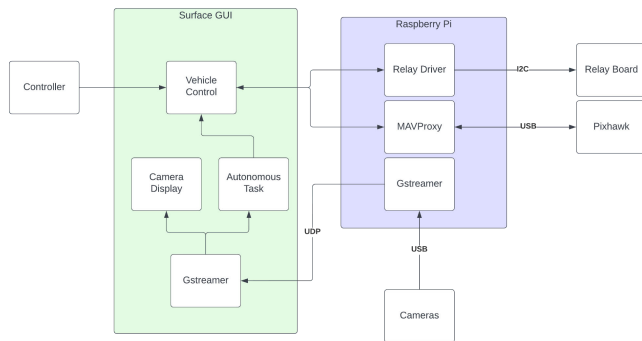 Surface GUI
Raspberry Pi
Controller
Vehicle
Control
Relay Driver
I2C
Relay Board
MAVProxy
USB
Pixhawk
Camera
Display
Autonomous
Task
Gstreamer
UDP
USB
Gstreamer
Cameras